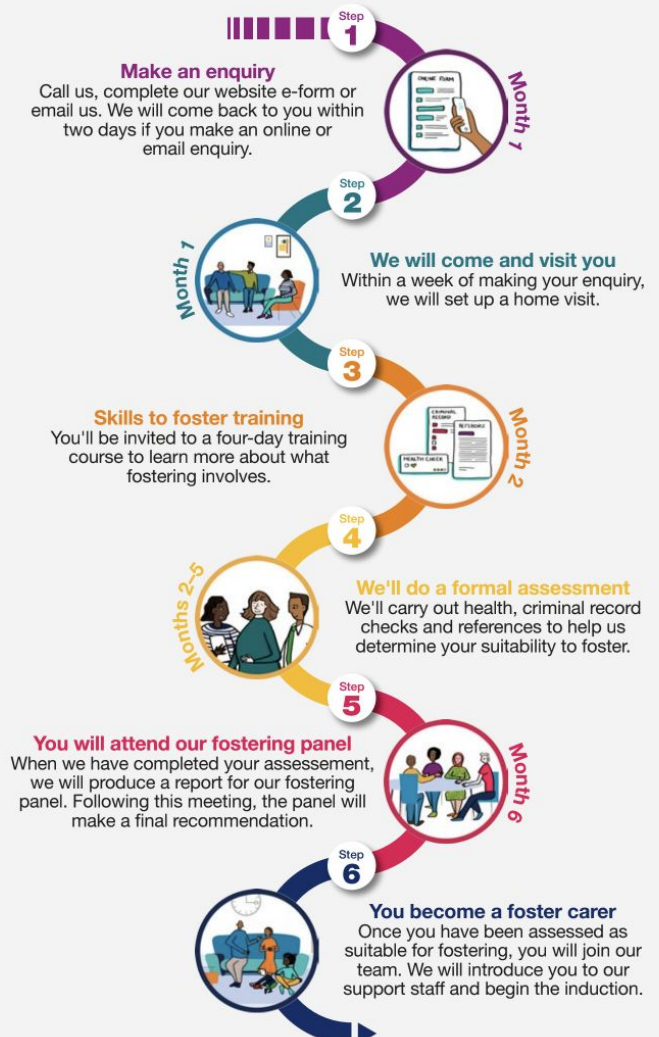 Step
1
Make an enquiry
Call us, complete our website e-form or
email us. We will come back to you within
two days if you make an online or
email enquiry.
ONLINE FORM
Month 1
Step
2
Month 1
We will come and visit you
Within a week of making your enquiry,
we will set up a home visit.
Step
3
Skills to foster training
You'll be invited to a four-day training
course to learn more about what
fostering involves.
CRIMINAL
RECORD
REFERENCE
HEALTH CHECK
Month 2
Step
4
Months 2–5
We'll do a formal assessment
We'll carry out health, criminal record
checks and references to help us
determine your suitability to foster.
Step
5
You will attend our fostering panel
When we have completed your assessement,
we will produce a report for our fostering
panel. Following this meeting, the panel will
make a final recommendation.
Month 6
Step
6
You become a foster carer
Once you have been assessed as
suitable for fostering, you will join our
team. We will introduce you to our
support staff and begin the induction.